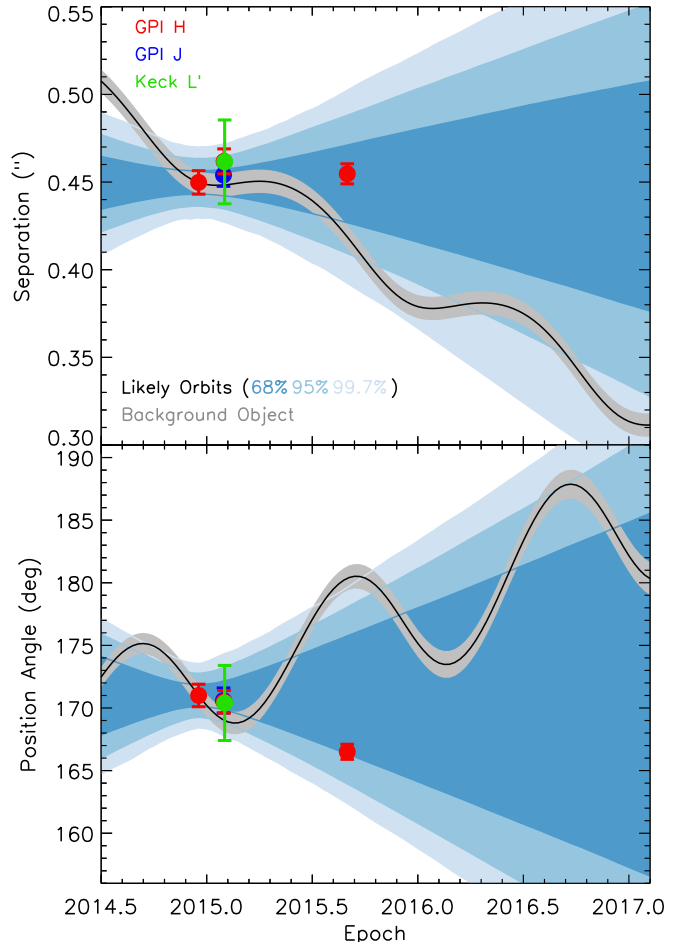 0.55
GPI H
GPI J
Keck L'
0.50
0.45
0.40
0.35
0.30
Separation (")
Likely Orbits (68% 95% 99.7%)
Background Object
190
185
180
175
170
165
160
Position Angle (deg)
2014.5 2015.0 2015.5 2016.0 2016.5 2017.0
Epoch